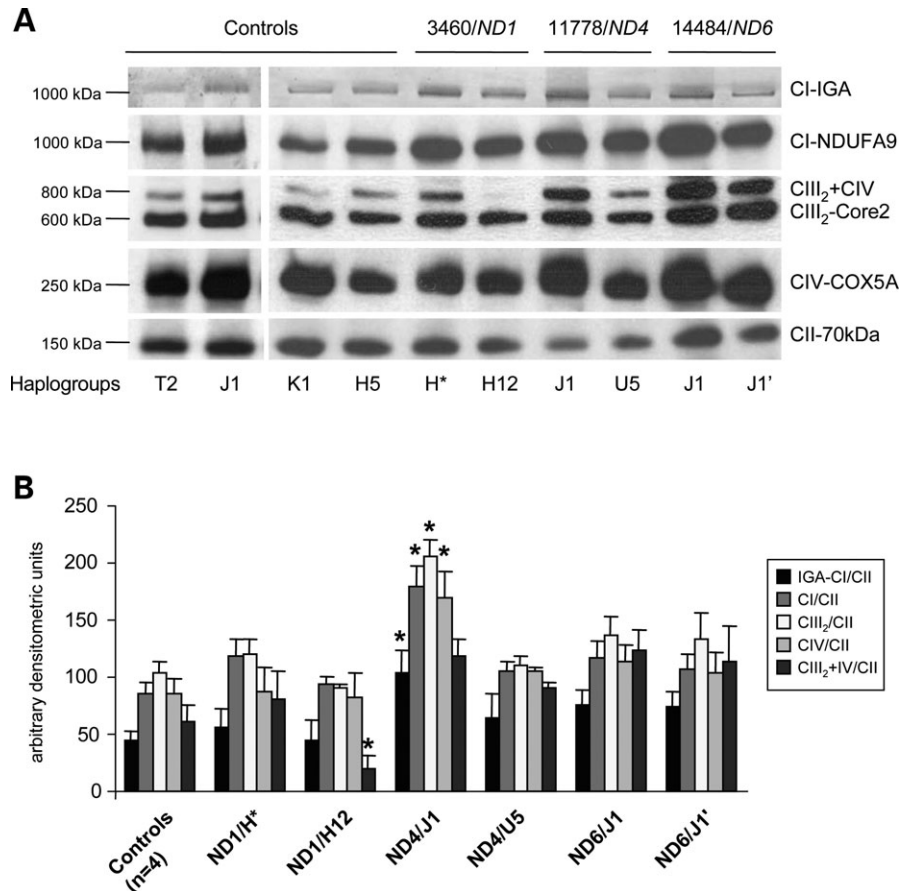 A
Controls 3460/ND1 11778/ND4 14484/ND6
1000 kDa CI-IGA
1000 kDa CI-NDUFA9
800 kDa CIII₂+CIV
600 kDa CIII₂-Core2
250 kDa CIV-COX5A
150 kDa CII-70kDa
Haplogroups T2 J1 K1 H5 H* H12 J1 U5 J1 J1'
B
arbitrary densitometric units
250
200
150
100
50
0
* * * * *
IGA-CI/CII
CI/CII
CIII₂/CII
CIV/CII
CIII₂+IV/CII
Controls (n=4)
ND1/H*
ND1/H12
ND4/J1
ND4/U5
ND6/J1
ND6/J1'